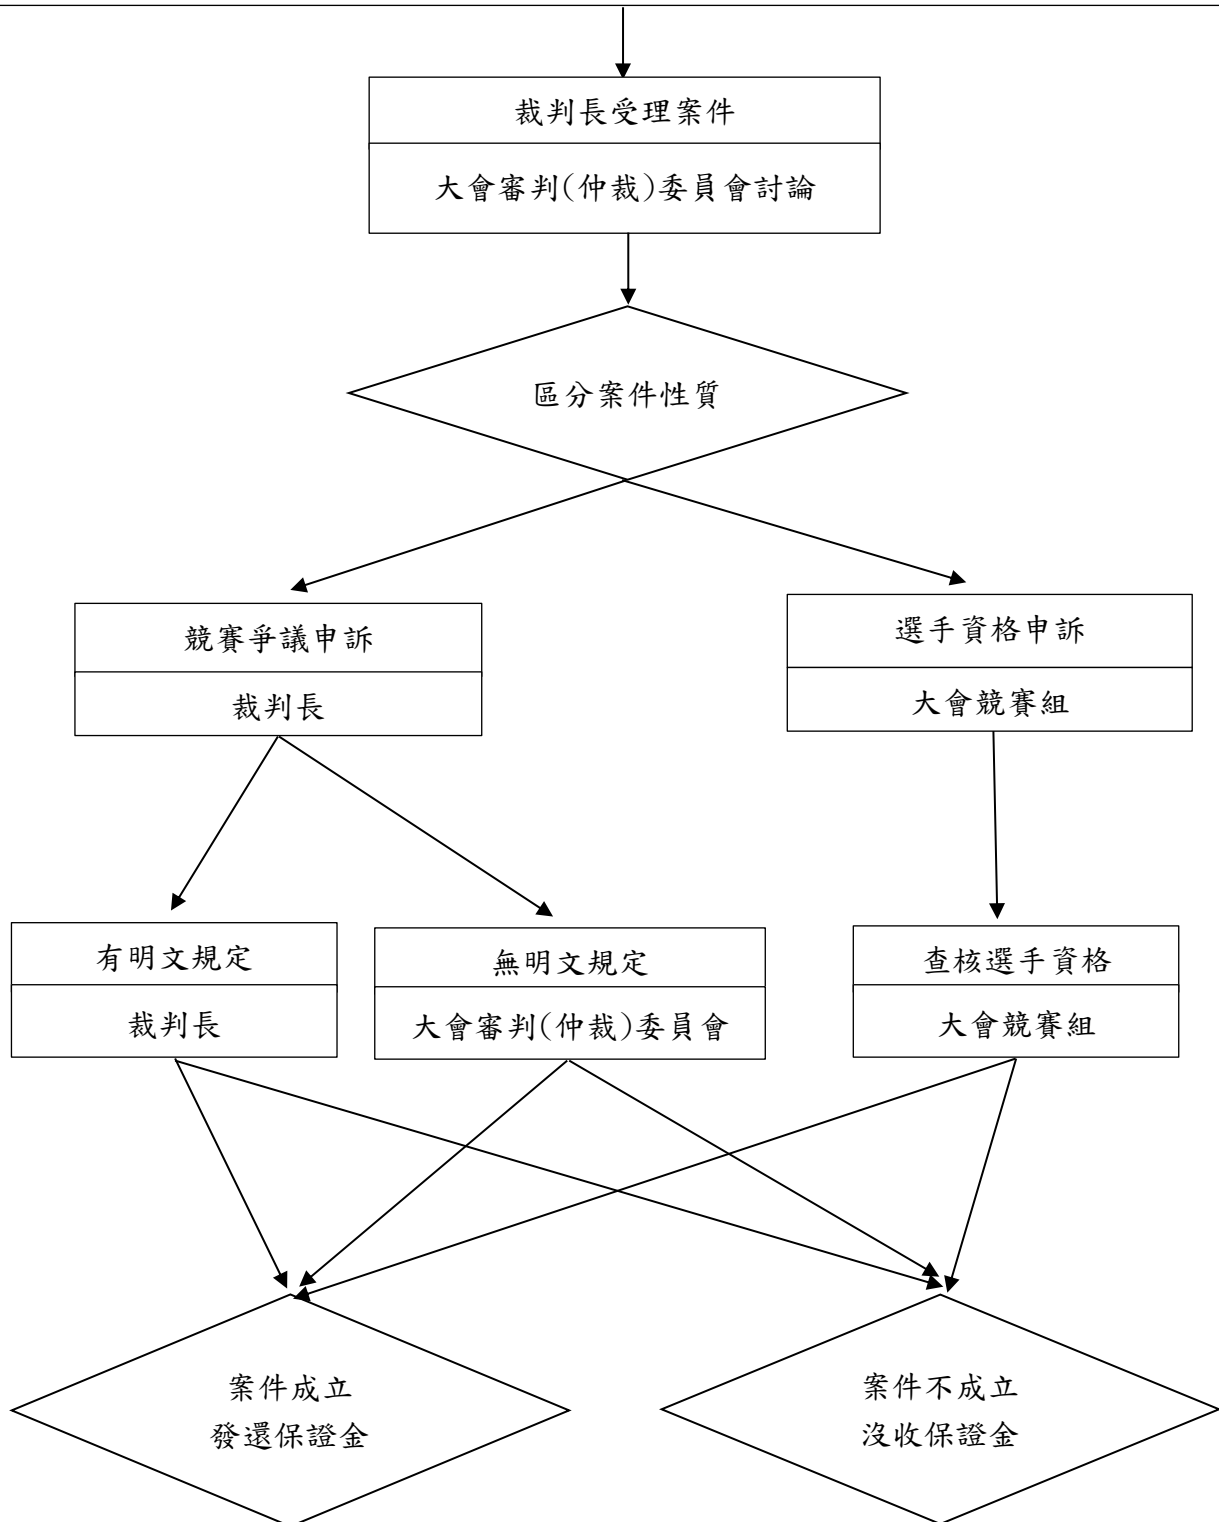 裁判長受理案件
大會審判(仲裁)委員會討論
區分案件性質
競賽爭議申訴
裁判長
選手資格申訴
大會競賽組
有明文規定
裁判長
無明文規定
大會審判(仲裁)委員會
查核選手資格
大會競賽組
案件成立
發還保證金
案件不成立
沒收保證金